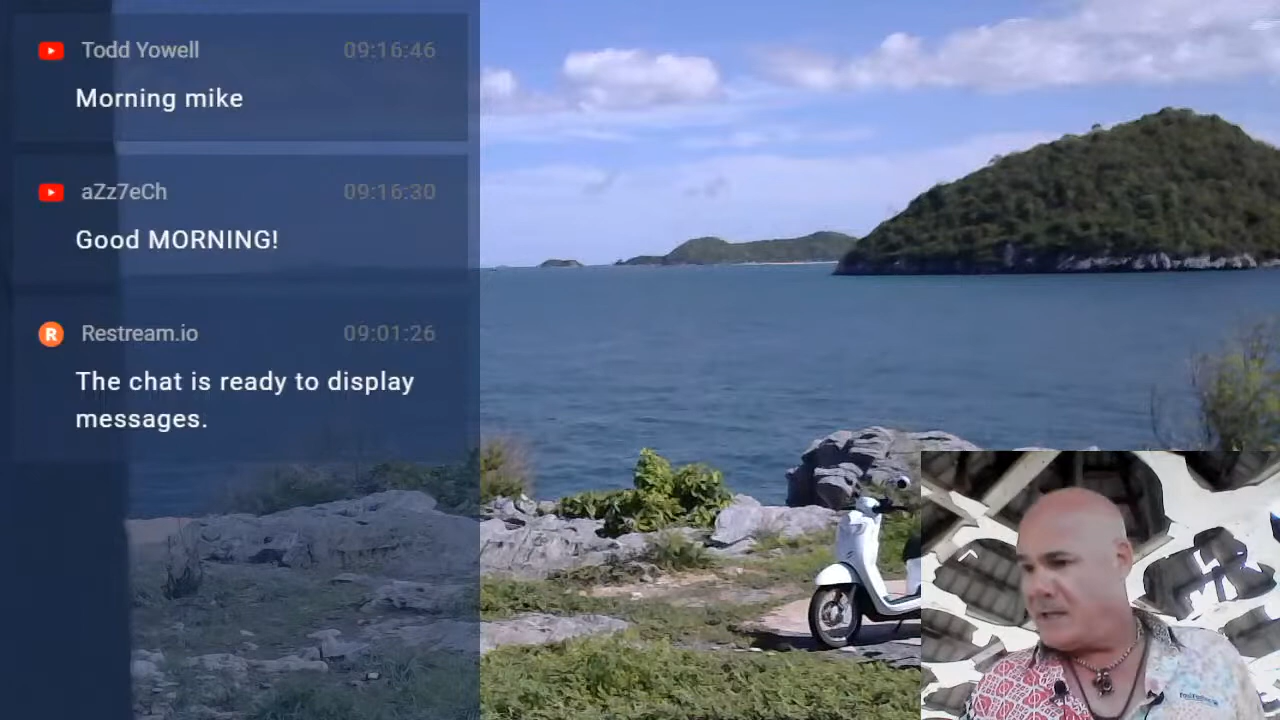 Todd Yowell 09:16:46
Morning mike
aZz7eCh 09:16:30
Good MORNING!
R Restream.io 09:01:26
The chat is ready to display
messages.